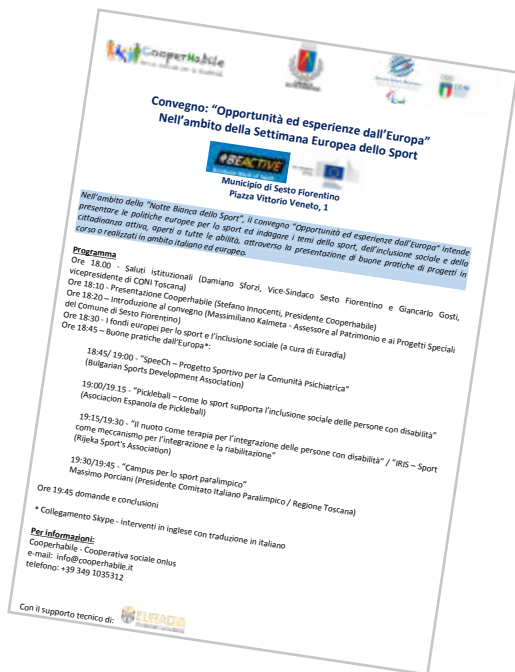 CooperHabile
CONI
Convegno: “Opportunità ed esperienze dall’Europa”
Nell’ambito della Settimana Europea dello Sport
#BEACTIVE
Municipio di Sesto Fiorentino
Piazza Vittorio Veneto, 1
Nell’ambito della “Notte Bianca dello Sport”, il convegno “Opportunità ed esperienze dall’Europa” intende
presentare le politiche europee per lo sport ed indagare i temi dello sport, dell’inclusione sociale e della
cittadinanza attiva, aperti a tutte le abilità, attraverso la presentazione di buone pratiche di progetti in
corso o realizzati in ambito italiano ed europeo.
Programma
Ore 18.00 - Saluti istituzionali (Damiano Sforzi, Vice-Sindaco Sesto Fiorentino e Giancarlo Gosti,
vicepresidente di CONI Toscana)
Ore 18:10 - Presentazione Cooperhabile (Stefano Innocenti, Presidente Cooperhabile)
Ore 18:20 – Introduzione al convegno (Massimiliano Kalmeta - Assessore al Patrimonio e ai Progetti Speciali
del Comune di Sesto Fiorentino)
Ore 18:30 - I fondi europei per lo sport e l’inclusione sociale (a cura di Euradia)
Ore 18:45 – Buone pratiche dall’Europa*:
18:45/ 19:00 - “SpeeCh – Progetto Sportivo per la Comunità Psichiatrica”
(Bulgarian Sports Development Association)
19:00/19.15 - “Pickleball – come lo sport supporta l’inclusione sociale delle persone con disabilità”
(Asociacion Espanola de Pickleball)
19:15/19:30 - “Il nuoto come terapia per l’integrazione delle persone con disabilità” / “IRIS – Sport
come meccanismo per l’integrazione e la riabilitazione”
(Rijeka Sport's Association)
19:30/19:45 - “Campus per lo sport paralimpico”
Massimo Porciani (Presidente Comitato Italiano Paralimpico / Regione Toscana)
Ore 19:45 domande e conclusioni
* Collegamento Skype - interventi in inglese con traduzione in italiano
Per informazioni:
Cooperhabile - Cooperativa sociale onlus
e-mail: info@cooperhabile.it
telefono: +39 349 1035312
Con il supporto tecnico di: EURADIA